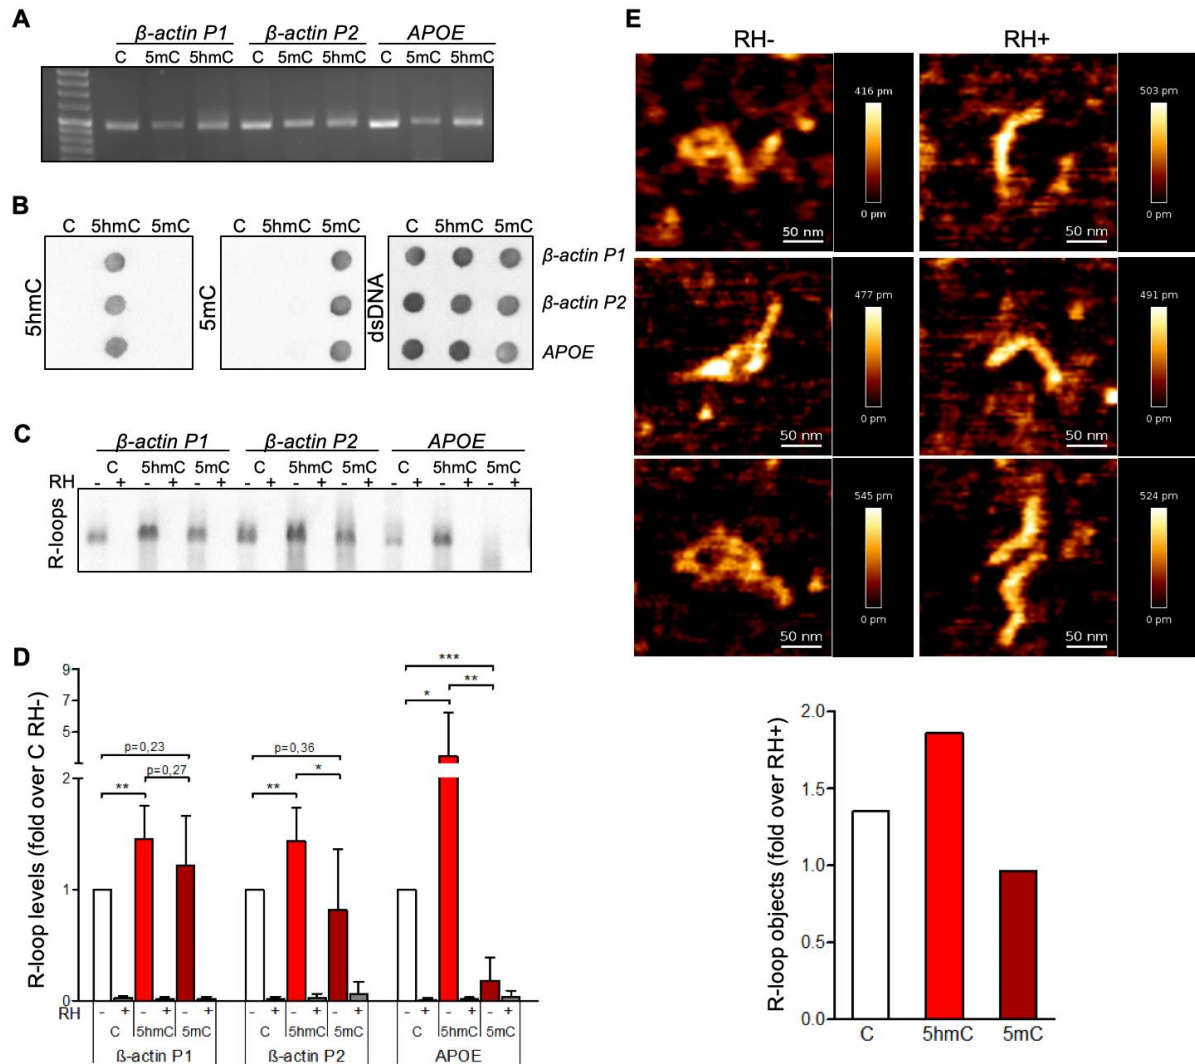 A
β-actin P1 β-actin P2 APOE
C 5mC 5hmC C 5mC 5hmC C 5mC 5hmC
B
C 5hmC 5mC C 5hmC 5mC C 5hmC 5mC
5hmC
5mC
dsDNA
β-actin P1
β-actin P2
APOE
C
β-actin P1 β-actin P2 APOE
C 5hmC 5mC C 5hmC 5mC C 5hmC 5mC
RH - + - + - + - + - + - + - + - + - +
R-loops
D
R-loop levels (fold over C RH-)
9
7
5
2
1
0
p=0,23
p=0,27
**
p=0,36
*
**
***
**
*
RH - + - + - + - + - + - + - + - + - +
C 5hmC 5mC C 5hmC 5mC C 5hmC 5mC
ß-actin P1 ß-actin P2 APOE
E
RH- RH+
416 pm
0 pm
50 nm
503 pm
0 pm
50 nm
477 pm
0 pm
50 nm
491 pm
0 pm
50 nm
545 pm
0 pm
50 nm
524 pm
0 pm
50 nm
R-loop objects (fold over RH+)
2.0
1.5
1.0
0.5
0.0
C 5hmC 5mC